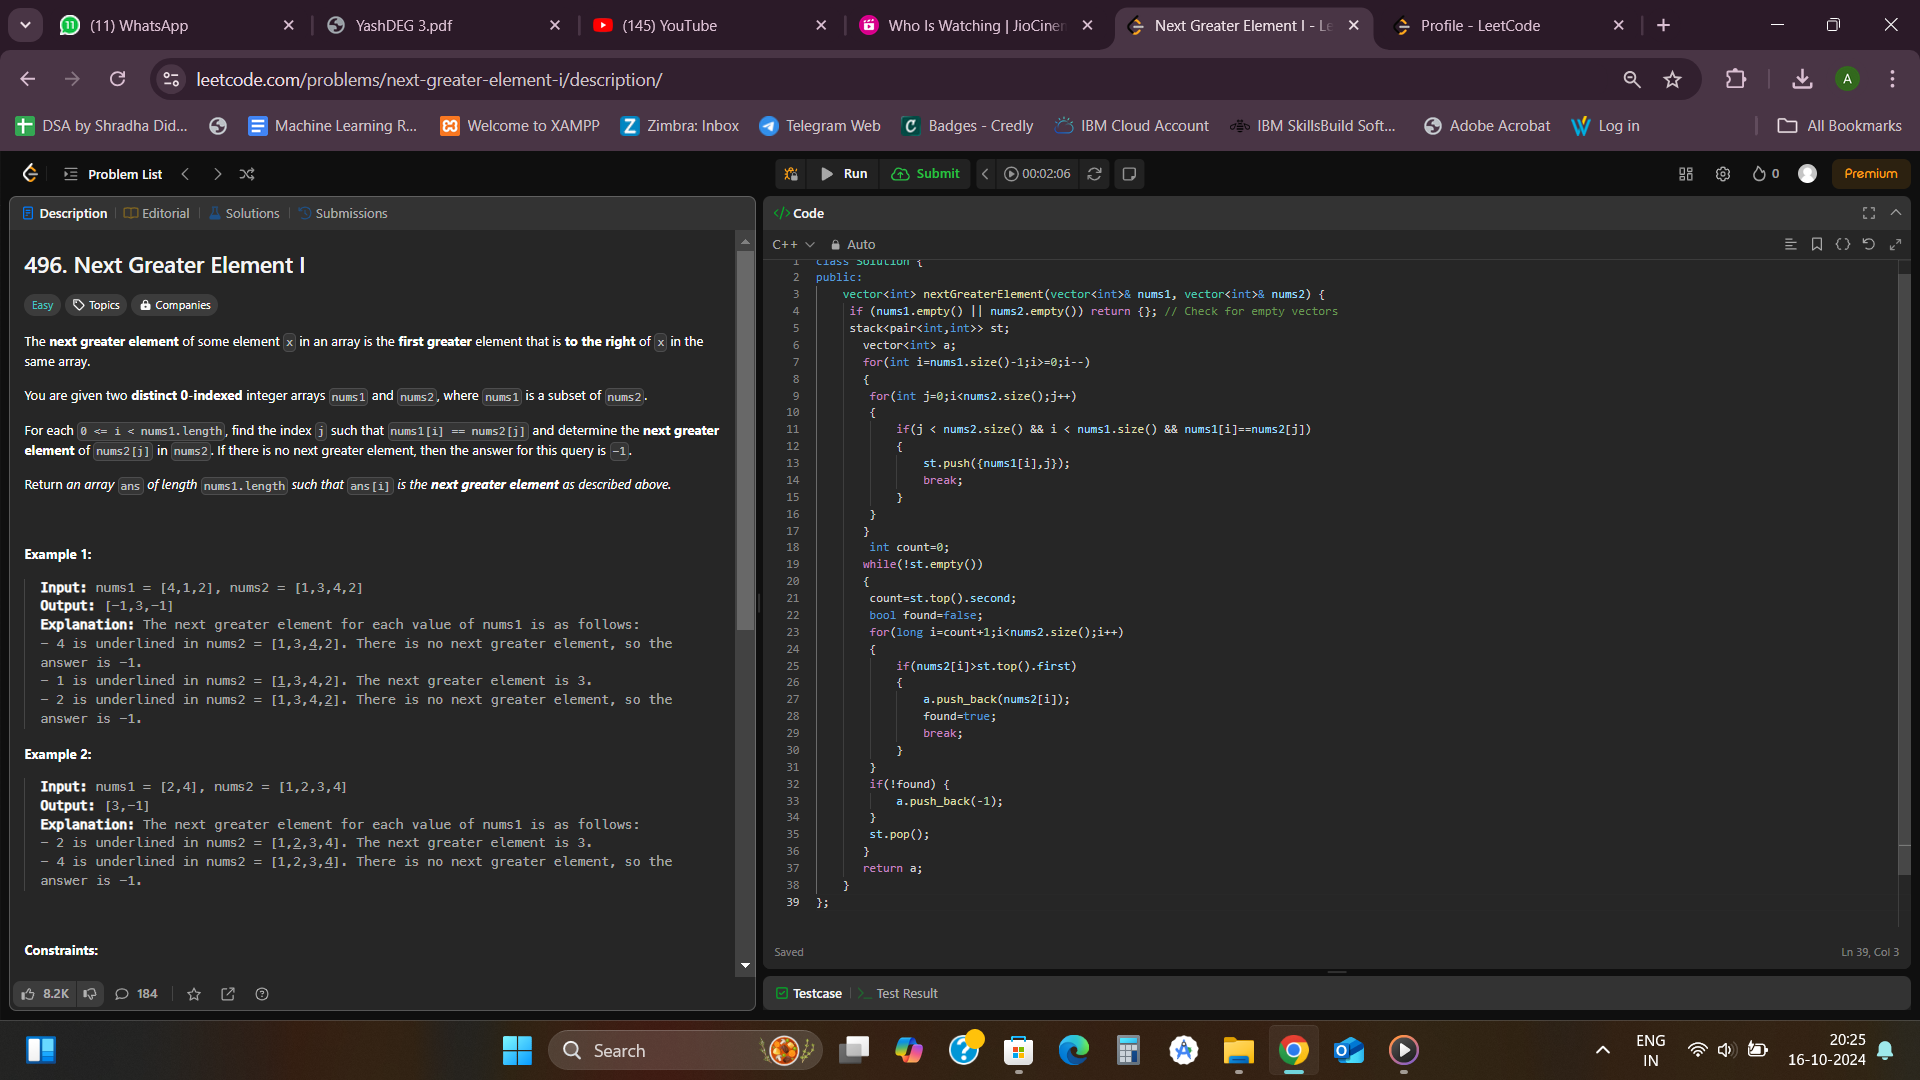 (11) WhatsApp
YashDEG 3.pdf
(145) YouTube
Who Is Watching | JioCinem
Next Greater Element I - Le
Profile - LeetCode
leetcode.com/problems/next-greater-element-i/description/
A
DSA by Shradha Did...
Machine Learning R...
Welcome to XAMPP
Zimbra: Inbox
Telegram Web
Badges - Credly
IBM Cloud Account
IBM SkillsBuild Soft...
Adobe Acrobat
Log in
All Bookmarks
Problem List
Run
Submit
00:02:06
0
Premium
Description
Editorial
Solutions
Submissions
496. Next Greater Element I
Easy
Topics
Companies
The next greater element of some element x in an array is the first greater element that is to the right of x in the
same array.
You are given two distinct 0-indexed integer arrays nums1 and nums2, where nums1 is a subset of nums2.
For each 0 <= i < nums1.length, find the index j such that nums1[i] == nums2[j] and determine the next greater
element of nums2[j] in nums2. If there is no next greater element, then the answer for this query is -1.
Return an array ans of length nums1.length such that ans[i] is the next greater element as described above.
Example 1:
Input: nums1 = [4,1,2], nums2 = [1,3,4,2]
Output: [-1,3,-1]
Explanation: The next greater element for each value of nums1 is as follows:
- 4 is underlined in nums2 = [1,3,4,2]. There is no next greater element, so the
answer is -1.
- 1 is underlined in nums2 = [1,3,4,2]. The next greater element is 3.
- 2 is underlined in nums2 = [1,3,4,2]. There is no next greater element, so the
answer is -1.
Example 2:
Input: nums1 = [2,4], nums2 = [1,2,3,4]
Output: [3,-1]
Explanation: The next greater element for each value of nums1 is as follows:
- 2 is underlined in nums2 = [1,2,3,4]. The next greater element is 3.
- 4 is underlined in nums2 = [1,2,3,4]. There is no next greater element, so the
answer is -1.
Constraints:
8.2K
184
</> Code
C++
Auto
1 class Solution {
2 public:
3 vector<int> nextGreaterElement(vector<int>& nums1, vector<int>& nums2) {
4 if (nums1.empty() || nums2.empty()) return {}; // Check for empty vectors
5 stack<pair<int,int>> st;
6 vector<int> a;
7 for(int i=nums1.size()-1;i>=0;i--)
8 {
9 for(int j=0;i<nums2.size();j++)
10 {
11 if(j < nums2.size() && i < nums1.size() && nums1[i]==nums2[j])
12 {
13 st.push({nums1[i],j});
14 break;
15 }
16 }
17 }
18 int count=0;
19 while(!st.empty())
20 {
21 count=st.top().second;
22 bool found=false;
23 for(long i=count+1;i<nums2.size();i++)
24 {
25 if(nums2[i]>st.top().first)
26 {
27 a.push_back(nums2[i]);
28 found=true;
29 break;
30 }
31 }
32 if(!found) {
33 a.push_back(-1);
34 }
35 st.pop();
36 }
37 return a;
38 }
39 };
Saved
Ln 39, Col 3
Testcase
Test Result
Search
ENG
IN
20:25
16-10-2024